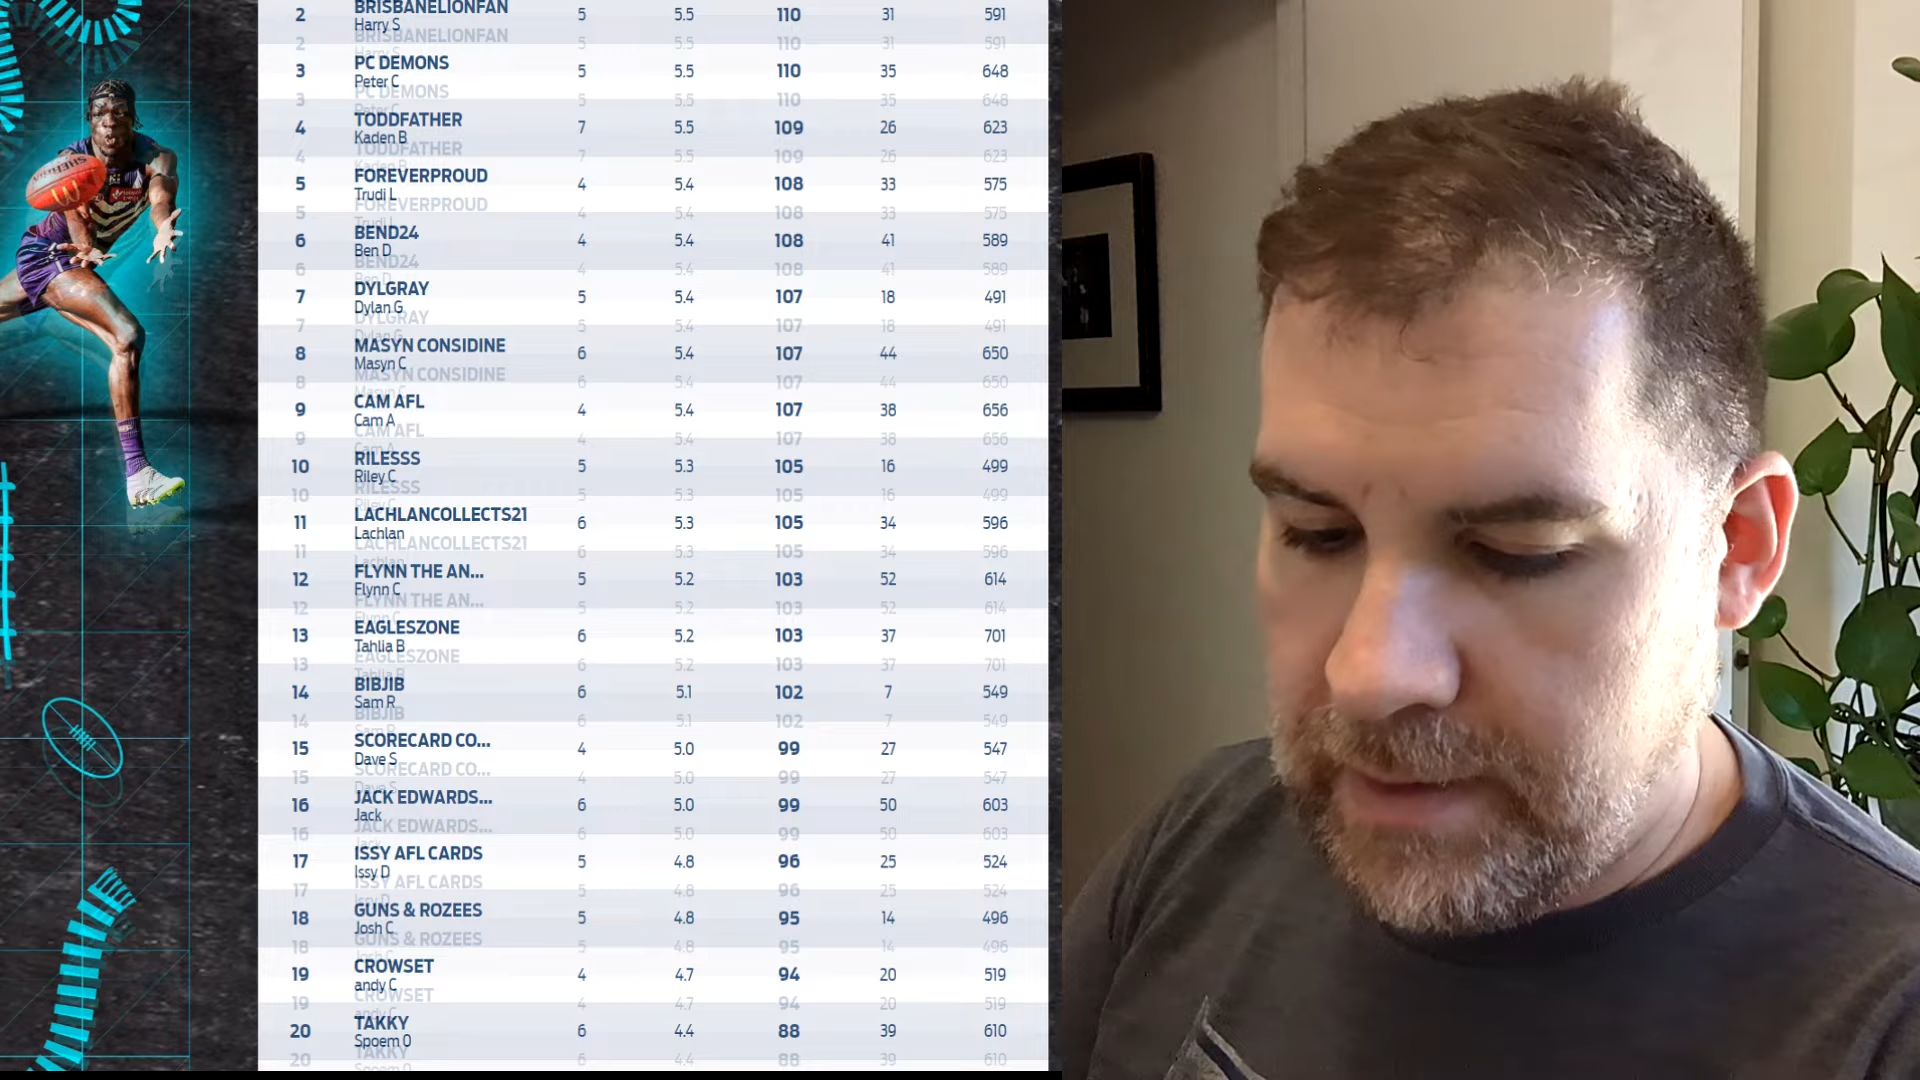 2 BRISBANELIONFAN 5 5.5 110 31 591
Harry S
3 PC DEMONS 5 5.5 110 35 648
Peter C
4 TODDFATHER 7 5.5 109 26 623
Kaden B
5 FOREVERPROUD 4 5.4 108 33 575
Trudi L
6 BEND24 4 5.4 108 41 589
Ben D
7 DYLGRAY 5 5.4 107 18 491
Dylan G
8 MASYN CONSIDINE 6 5.4 107 44 650
Masyn C
9 CAM AFL 4 5.4 107 38 656
Cam A
10 RILESSS 5 5.3 105 16 499
Riley C
11 LACHLANCOLLECTS21 6 5.3 105 34 596
Lachlan
12 FLYNN THE AN... 5 5.2 103 52 614
Flynn C
13 EAGLESZONE 6 5.2 103 37 701
Tahlia B
14 BIBJIB 6 5.1 102 7 549
Sam R
15 SCORECARD CO... 4 5.0 99 27 547
Dave S
16 JACK EDWARDS... 6 5.0 99 50 603
Jack
17 ISSY AFL CARDS 5 4.8 96 25 524
Issy D
18 GUNS & ROZEES 5 4.8 95 14 496
Josh C
19 CROWSET 4 4.7 94 20 519
andy C
20 TAKKY 6 4.4 88 39 610
Spoem O
SHERRIN